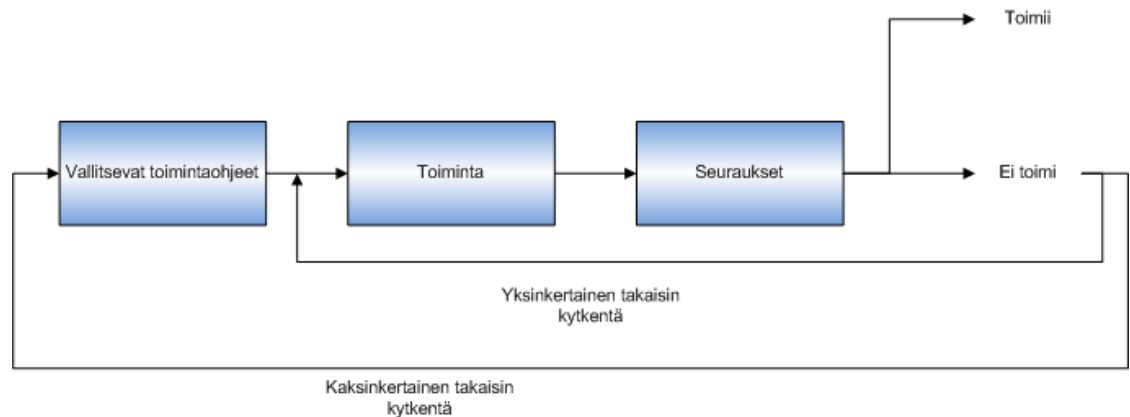 Toimii
Vallitsevat toimintaohjeet
Toiminta
Seuraukset
Ei toimi
Yksinkertainen takaisin
kytkentä
Kaksinkertainen takaisin
kytkentä